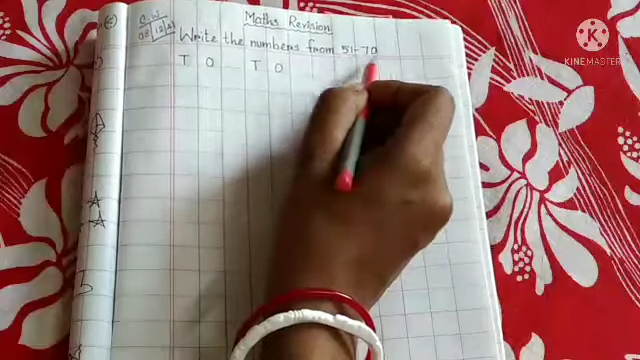 Maths Revision
C.W
08/12/21
Write the numbers from 51-70
T O T O
KINEMASTER